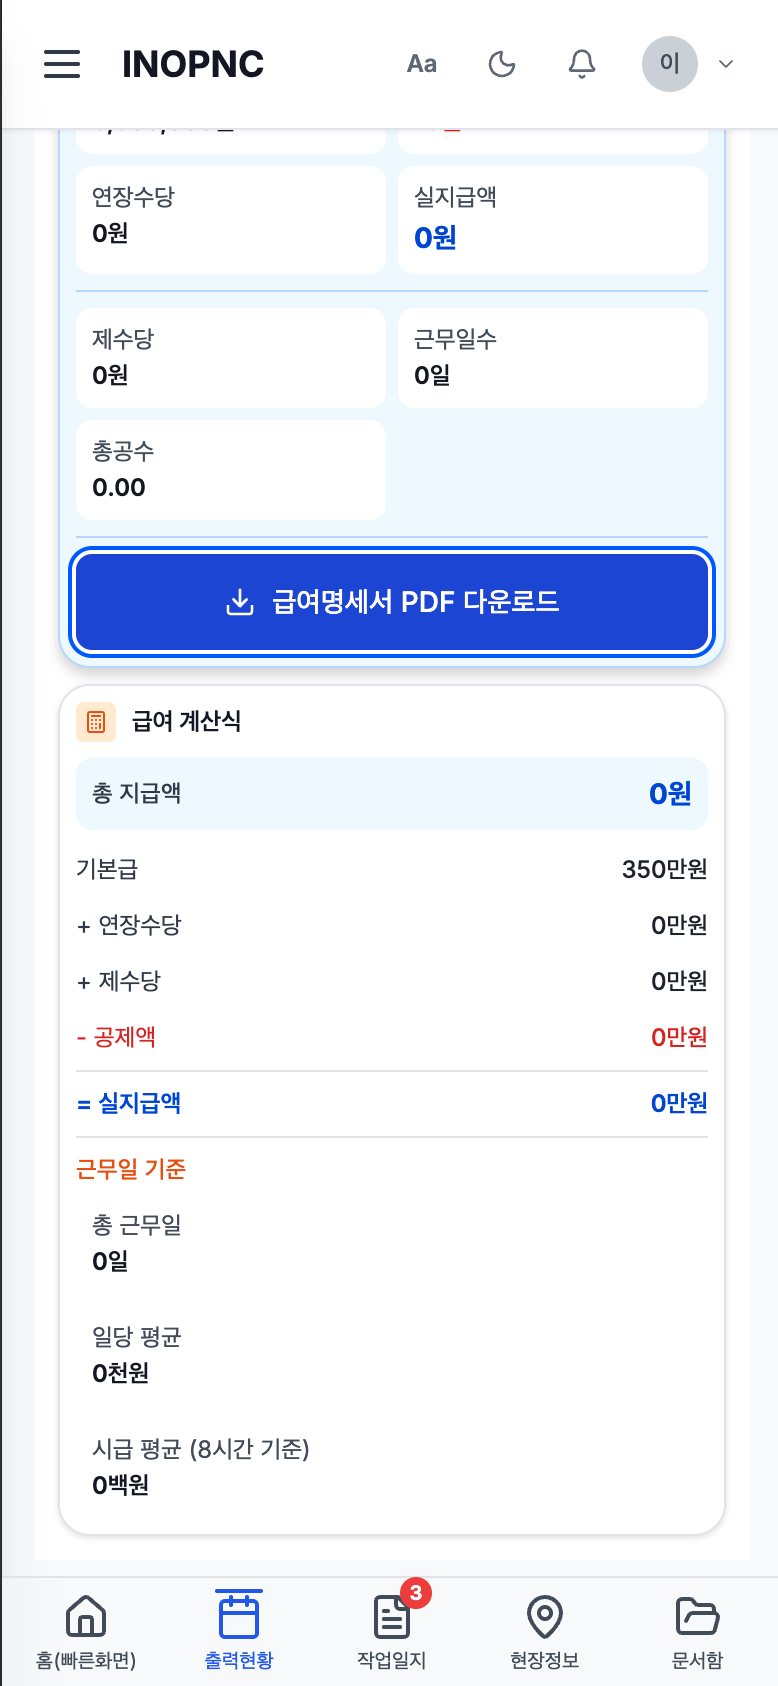 INOPNC
Aa
이
연장수당
0원
실지급액
0원
제수당
0원
근무일수
0일
총공수
0.00
급여명세서 PDF 다운로드
급여 계산식
총 지급액 0원
기본급 350만원
+ 연장수당 0만원
+ 제수당 0만원
- 공제액 0만원
= 실지급액 0만원
근무일 기준
총 근무일
0일
일당 평균
0천원
시급 평균 (8시간 기준)
0백원
3
홈(빠른화면) 출력현황 작업일지 현장정보 문서함